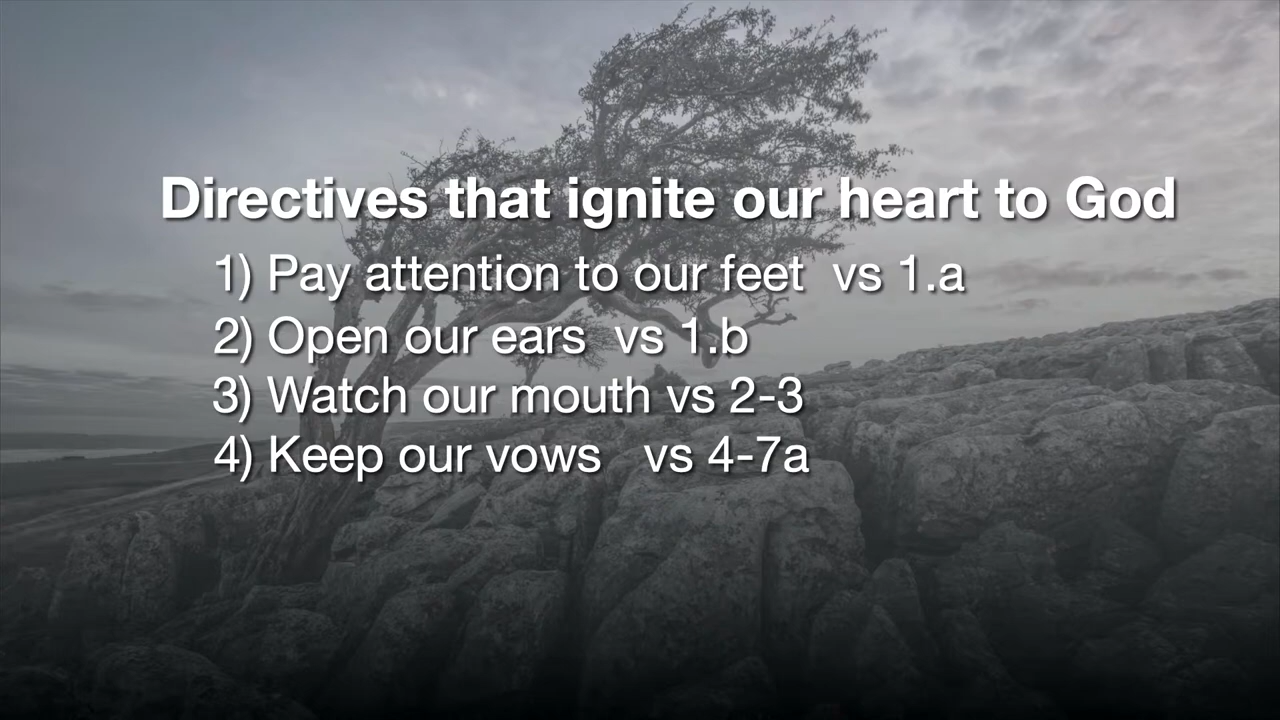 Directives that ignite our heart to God
1) Pay attention to our feet  vs 1.a
2) Open our ears  vs 1.b
3) Watch our mouth vs 2-3
4) Keep our vows   vs 4-7a